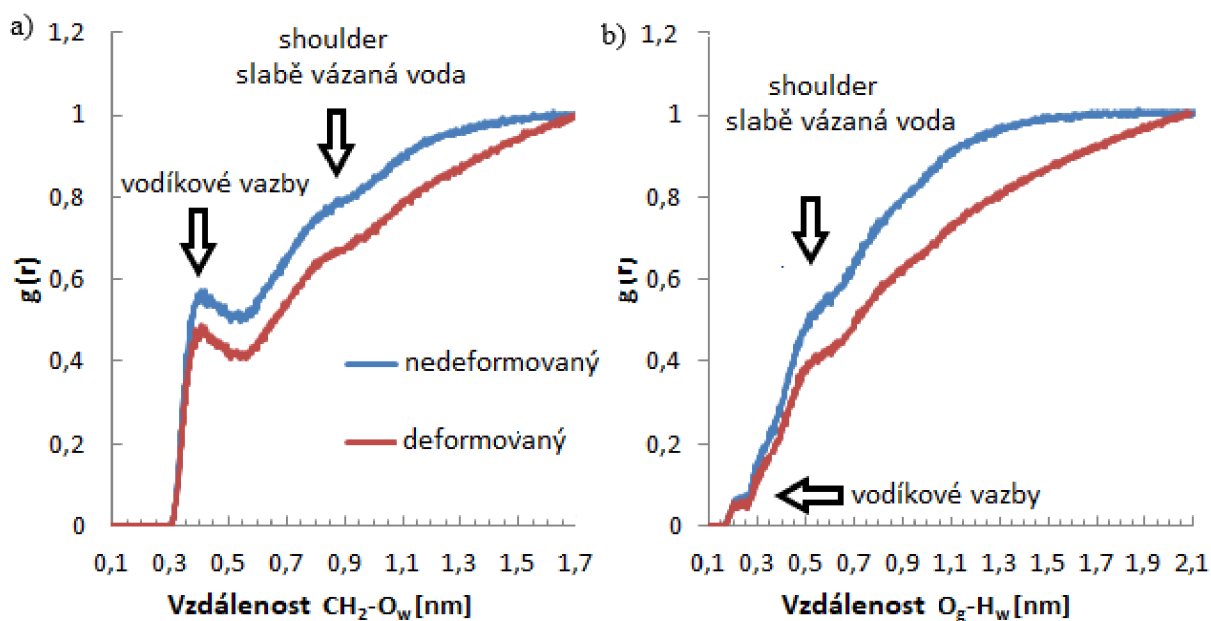 a)
1,2
shoulder
slabě vázaná voda
1
vodíkové vazby
0,8
0,6
g (r)
0,4
nedeformovaný
0,2
deformovaný
0
0,1 0,3 0,5 0,7 0,9 1,1 1,3 1,5 1,7
Vzdálenost CH₂-O_w [nm]
b)
1,2
shoulder
slabě vázaná voda
1
0,8
0,6
g (r)
0,4
0,2
vodíkové vazby
0
0,1 0,3 0,5 0,7 0,9 1,1 1,3 1,5 1,7 1,9 2,1
Vzdálenost O_g-H_w [nm]